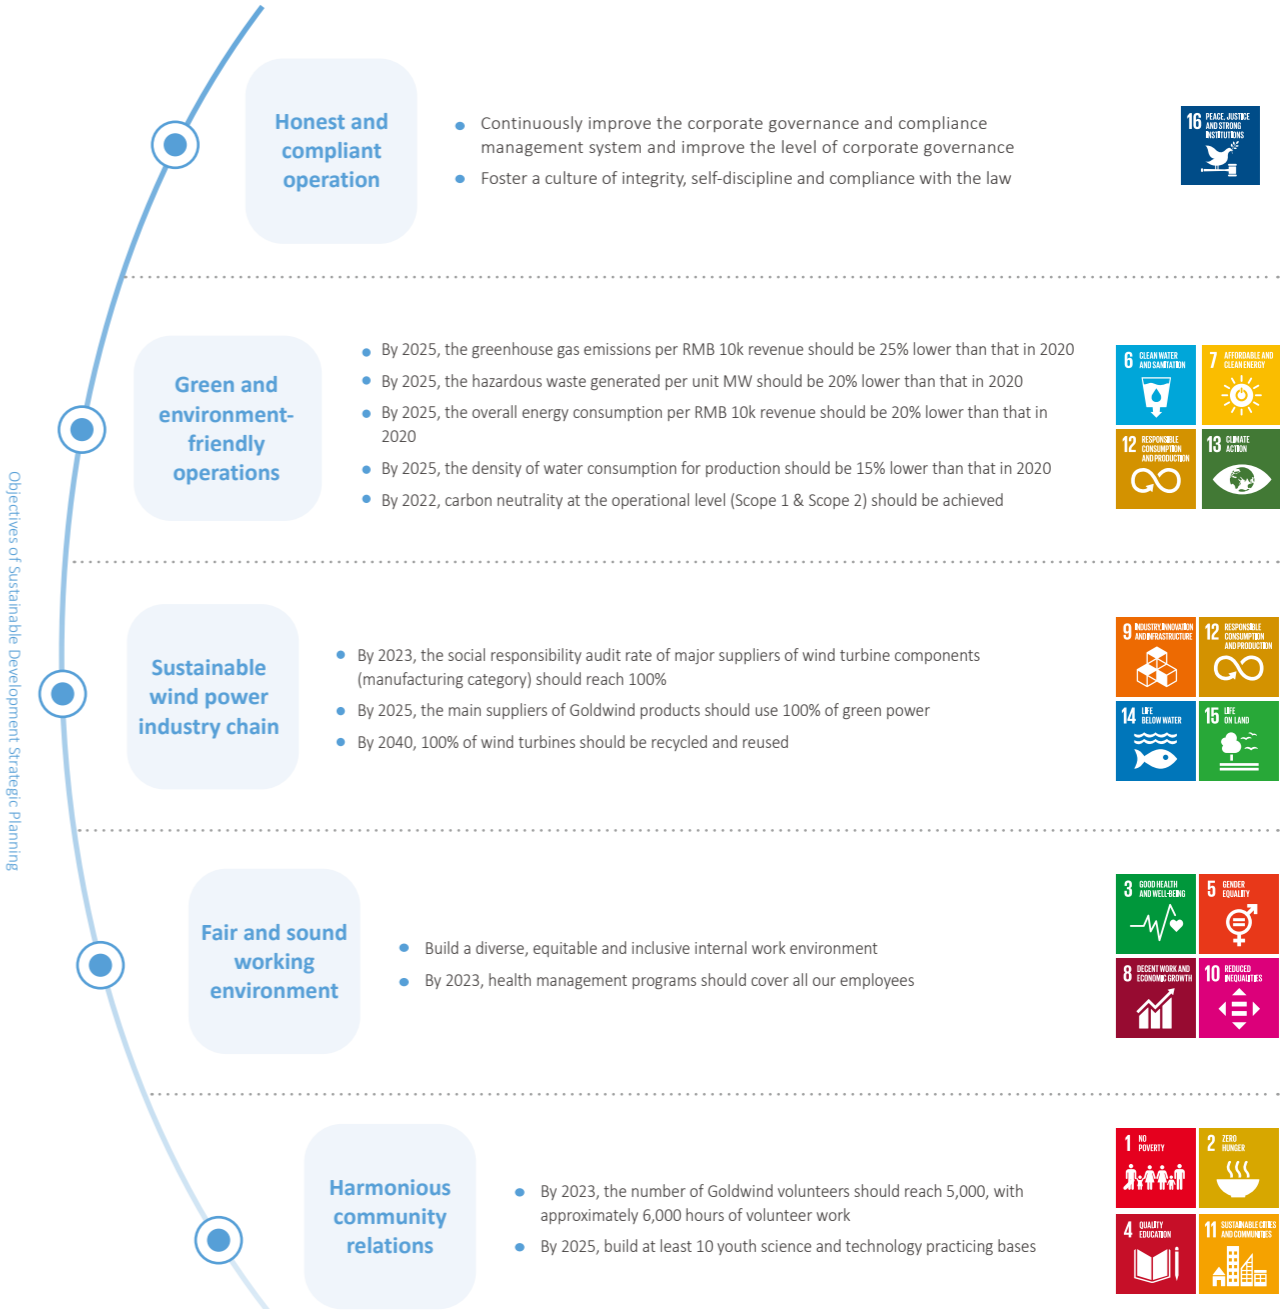 Objectives of Sustainable Development Strategic Planning
Honest and
compliant
operation
Continuously improve the corporate governance and compliance
management system and improve the level of corporate governance
Foster a culture of integrity, self-discipline and compliance with the law
16 PEACE, JUSTICE
AND STRONG
INSTITUTIONS
Green and
environment-
friendly
operations
By 2025, the greenhouse gas emissions per RMB 10k revenue should be 25% lower than that in 2020
By 2025, the hazardous waste generated per unit MW should be 20% lower than that in 2020
By 2025, the overall energy consumption per RMB 10k revenue should be 20% lower than that in
2020
By 2025, the density of water consumption for production should be 15% lower than that in 2020
By 2022, carbon neutrality at the operational level (Scope 1 & Scope 2) should be achieved
6 CLEAN WATER
AND SANITATION
7 AFFORDABLE AND
CLEAN ENERGY
12 RESPONSIBLE
CONSUMPTION
AND PRODUCTION
13 CLIMATE
ACTION
Sustainable
wind power
industry chain
By 2023, the social responsibility audit rate of major suppliers of wind turbine components
(manufacturing category) should reach 100%
By 2025, the main suppliers of Goldwind products should use 100% of green power
By 2040, 100% of wind turbines should be recycled and reused
9 INDUSTRY, INNOVATION
AND INFRASTRUCTURE
12 RESPONSIBLE
CONSUMPTION
AND PRODUCTION
14 LIFE
BELOW WATER
15 LIFE
ON LAND
Fair and sound
working
environment
Build a diverse, equitable and inclusive internal work environment
By 2023, health management programs should cover all our employees
3 GOOD HEALTH
AND WELL-BEING
5 GENDER
EQUALITY
8 DECENT WORK AND
ECONOMIC GROWTH
10 REDUCED
INEQUALITIES
Harmonious
community
relations
By 2023, the number of Goldwind volunteers should reach 5,000, with
approximately 6,000 hours of volunteer work
By 2025, build at least 10 youth science and technology practicing bases
1 NO
POVERTY
2 ZERO
HUNGER
4 QUALITY
EDUCATION
11 SUSTAINABLE CITIES
AND COMMUNITIES